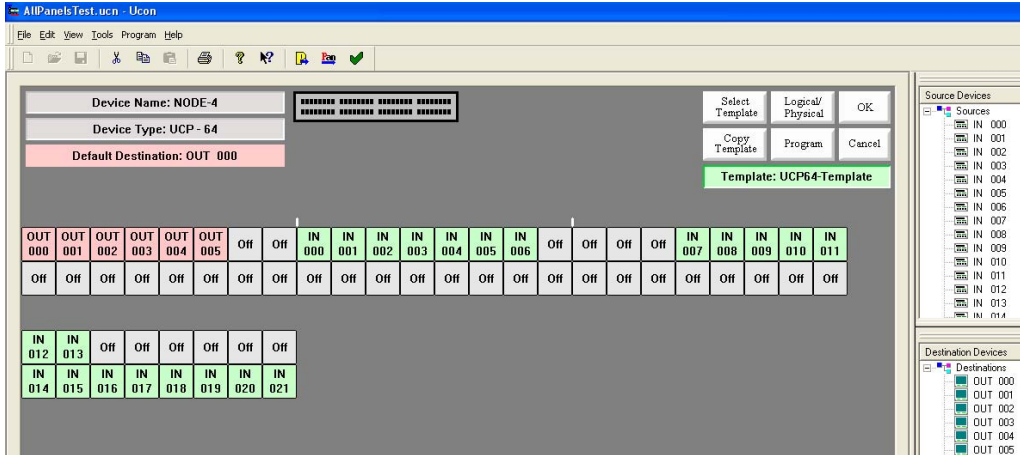 AllPanelsTest.ucn - Ucon
File Edit View Tools Program Help
Device Name: NODE-4
Device Type: UCP - 64
Default Destination: OUT 000
Select Template
Logical/ Physical
OK
Copy Template
Program
Cancel
Template: UCP64-Template
OUT 000 OUT 001 OUT 002 OUT 003 OUT 004 OUT 005 Off Off IN 000 IN 001 IN 002 IN 003 IN 004 IN 005 IN 006 Off Off Off Off IN 007 IN 008 IN 009 IN 010 IN 011
Off Off Off Off Off Off Off Off Off Off Off Off Off Off Off Off Off Off Off Off Off Off Off Off
IN 012 IN 013 Off Off Off Off Off Off
IN 014 IN 015 IN 016 IN 017 IN 018 IN 019 IN 020 IN 021
Source Devices
Sources
IN 000
IN 001
IN 002
IN 003
IN 004
IN 005
IN 006
IN 007
IN 008
IN 009
IN 010
IN 011
IN 012
IN 013
IN 014
Destination Devices
Destinations
OUT 000
OUT 001
OUT 002
OUT 003
OUT 004
OUT 005